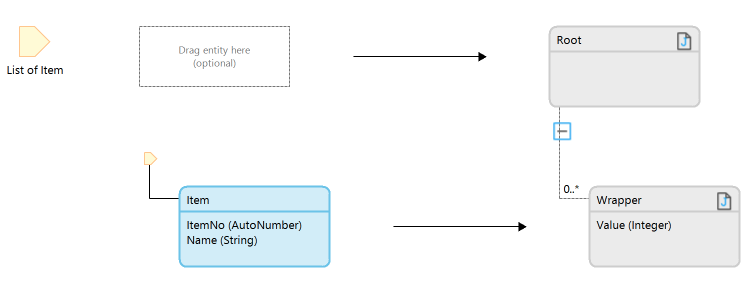 List of Item
Drag entity here
(optional)
Root
0..*
Item
ItemNo (AutoNumber)
Name (String)
Wrapper
Value (Integer)